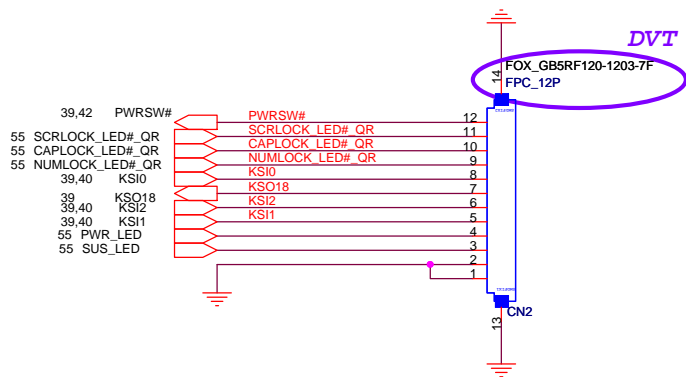 DVT
14
FOX_GB5RF120-1203-7F
FPC_12P
39,42 PWRSW# PWRSW# 12
55 SCRLOCK_LED#_QR SCRLOCK_LED#_QR 11
55 CAPLOCK_LED#_QR CAPLOCK_LED#_QR 10
55 NUMLOCK_LED#_QR NUMLOCK_LED#_QR 9
39,40 KSI0 KSI0 8
39 KSO18 KSO18 7
39,40 KSI2 KSI2 6
39,40 KSI1 KSI1 5
55 PWR_LED 4
55 SUS_LED 3
2
1
CN2
13